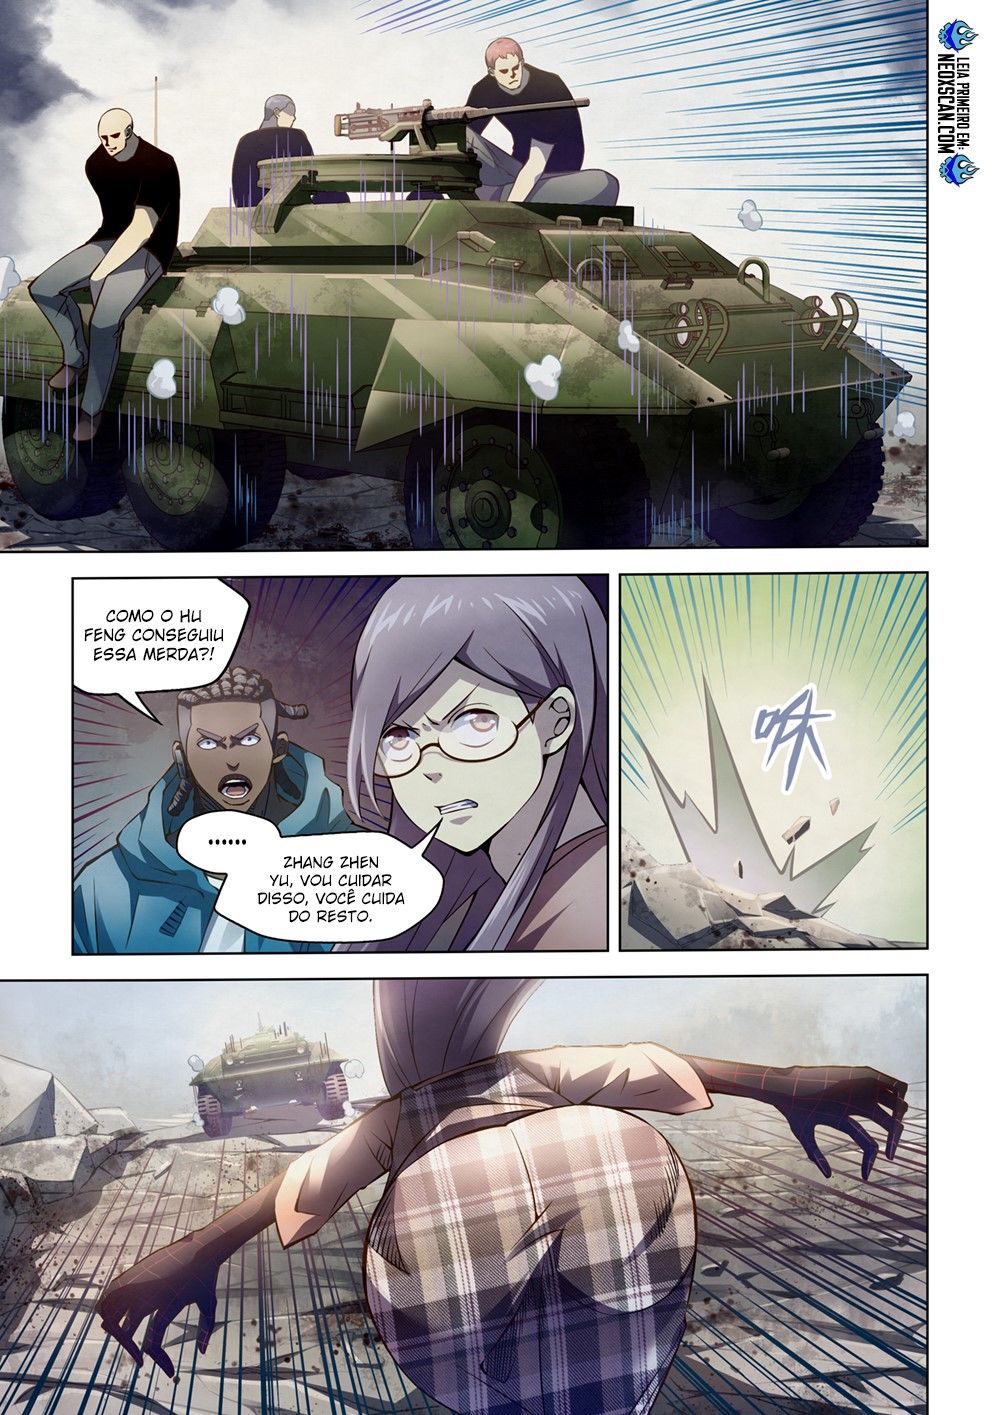 LEIA PRIMEIRO EM:
NEOXSCAN.COM
COMO O HU
FENG CONSEGUIU
ESSA MERDA?!
......
ZHANG ZHEN
YU, VOU CUIDAR
DISSO, VOCÊ CUIDA
DO RESTO.